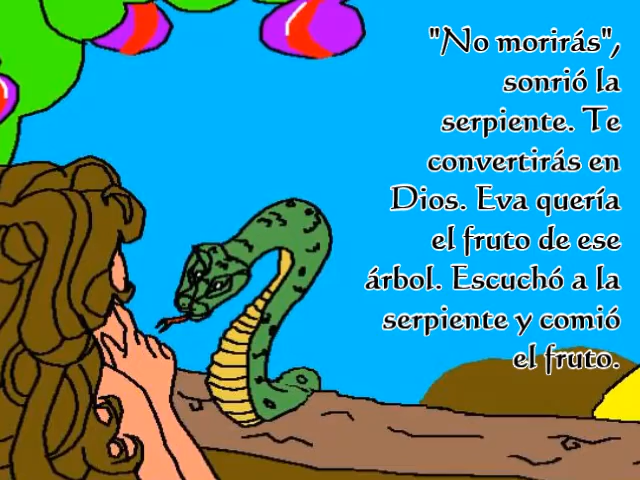 "No morirás",
sonrió la
serpiente. Te
convertirás en
Dios. Eva quería
el fruto de ese
árbol. Escuchó a la
serpiente y comió
el fruto.